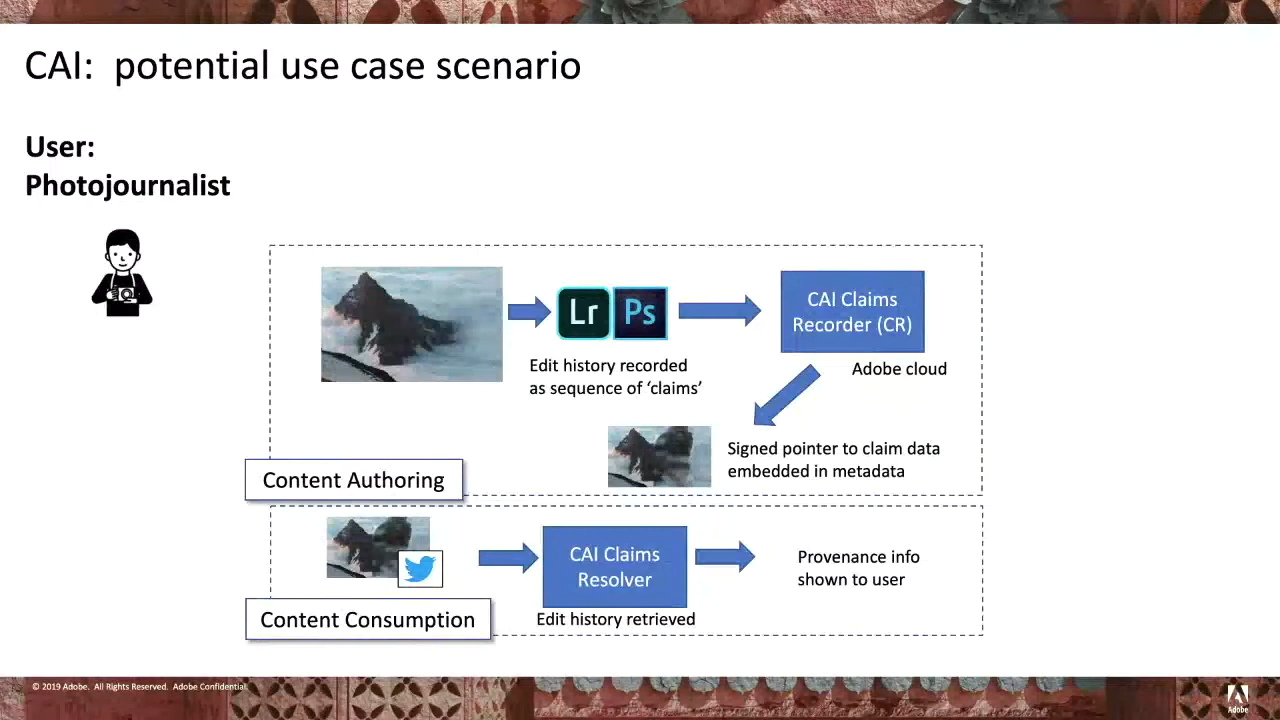 CAI:  potential use case scenario
User:
Photojournalist
Lr
Ps
CAI Claims
Recorder (CR)
Edit history recorded
as sequence of ‘claims’
Adobe cloud
Signed pointer to claim data
embedded in metadata
Content Authoring
CAI Claims
Resolver
Provenance info
shown to user
Edit history retrieved
Content Consumption
© 2019 Adobe.  All Rights Reserved.  Adobe Confidential.
Adobe